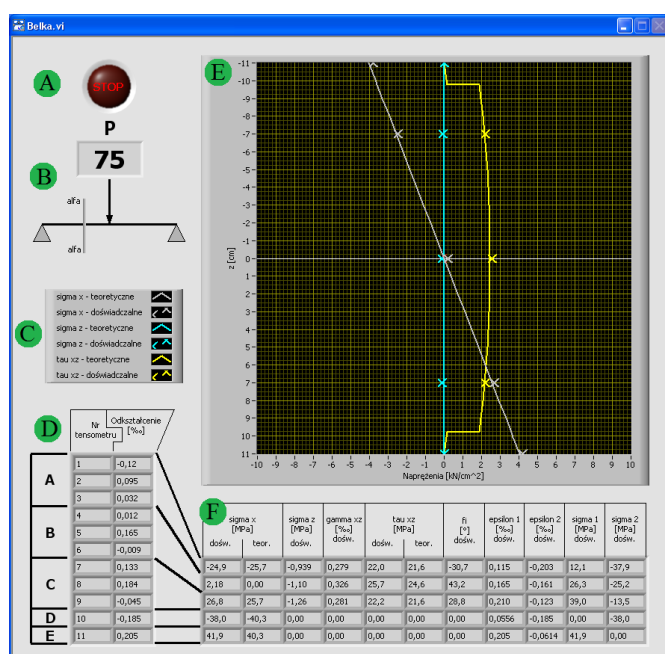 Belka.vi
A
STOP
P
75
B
alfa
alfa
C
sigma x - teoretyczne
sigma x - doświadczalne
sigma z - teoretyczne
sigma z - doświadczalne
tau xz - teoretyczne
tau xz - doświadczalne
E
-11
-10
-9
-8
-7
-6
-5
-4
-3
-2
-1
0
1
2
3
4
5
6
7
8
9
10
11
z [cm]
-10 -9 -8 -7 -6 -5 -4 -3 -2 -1 0 1 2 3 4 5 6 7 8 9 10
Naprężenia [kN/cm^2]
D
Nr tensometru
Odkształcenie [‰]
A
1 -0,12
2 0,095
3 0,032
B
4 0,012
5 0,165
6 -0,009
C
7 0,133
8 0,184
9 -0,045
D 10 -0,185
E 11 0,205
F
sigma x [MPa] sigma z [MPa] gamma xz [‰] tau xz [MPa] fi [°] epsilon 1 [‰] epsilon 2 [‰] sigma 1 [MPa] sigma 2 [MPa]
dośw. teor. dośw. dośw. dośw. teor. dośw. dośw. dośw. dośw. dośw.
-24,9 -25,7 -0,939 0,279 22,0 21,6 -30,7 0,115 -0,203 12,1 -37,9
2,18 0,00 -1,10 0,326 25,7 24,6 43,2 0,165 -0,161 26,3 -25,2
26,8 25,7 -1,26 0,281 22,2 21,6 28,8 0,210 -0,123 39,0 -13,5
-38,0 -40,3 0,00 0,00 0,00 0,00 0,00 0,0556 -0,185 0,00 -38,0
41,9 40,3 0,00 0,00 0,00 0,00 0,00 0,205 -0,0614 41,9 0,00